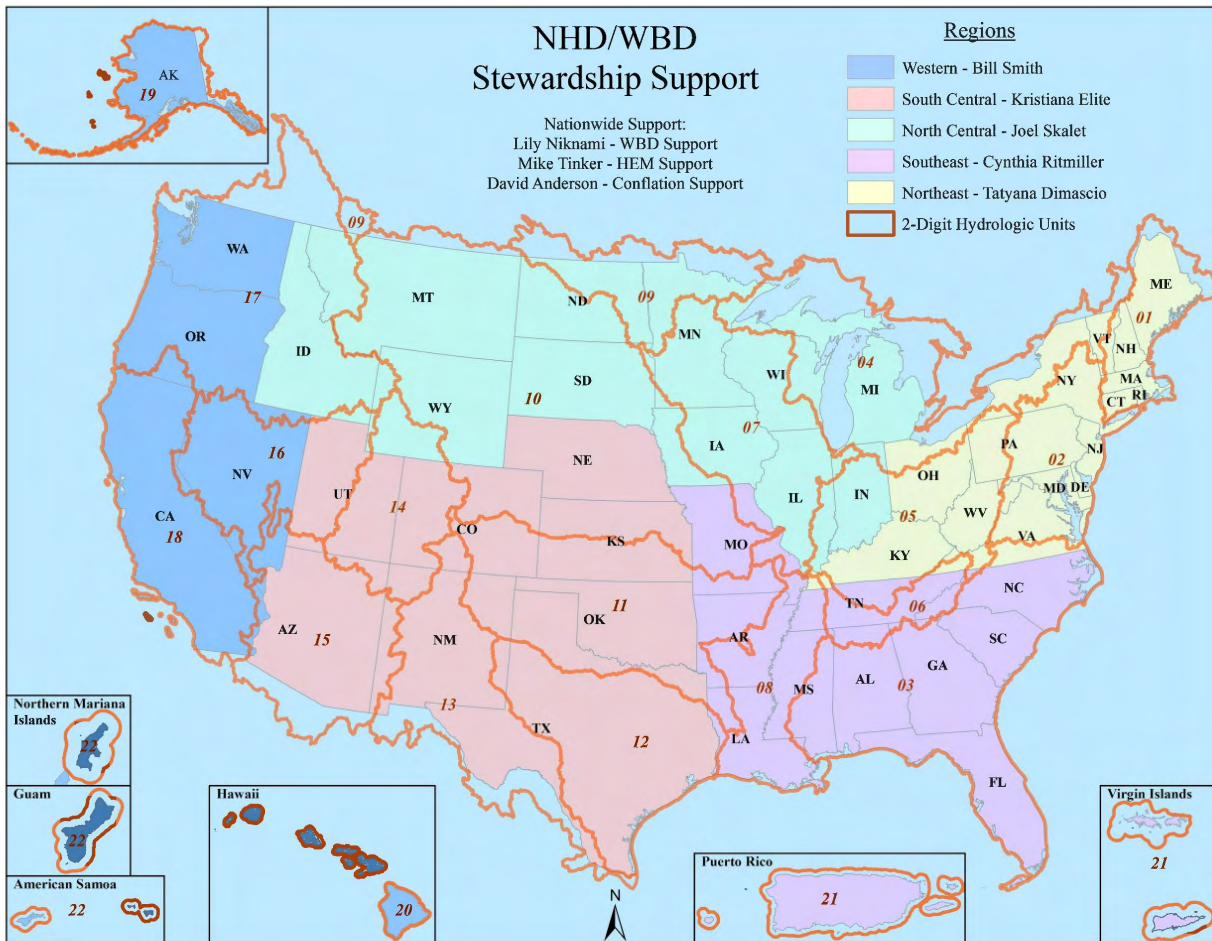 NHD/WBD
Stewardship Support
Nationwide Support:
Lily Niknami - WBD Support
Mike Tinker - HEM Support
David Anderson - Conflation Support
Regions
Western - Bill Smith
South Central - Kristiana Elite
North Central - Joel Skalet
Southeast - Cynthia Ritmiller
Northeast - Tatyana Dimascio
2-Digit Hydrologic Units
AK
19
09
WA
17
OR
ID
MT
ND
09
MN
SD
10
WY
WI
04
MI
07
IA
ME
01
VT
NH
NY
MA
CT
RI
NV
16
UT
14
CO
NE
KS
IL
IN
OH
05
PA
02
NJ
MD
DE
WV
VA
KY
CA
18
MO
AZ
15
NM
13
OK
11
AR
TN
06
NC
SC
GA
AL
03
MS
08
LA
TX
12
FL
Northern Mariana
Islands
22
Guam
22
American Samoa
22
Hawaii
20
N
Puerto Rico
21
Virgin Islands
21